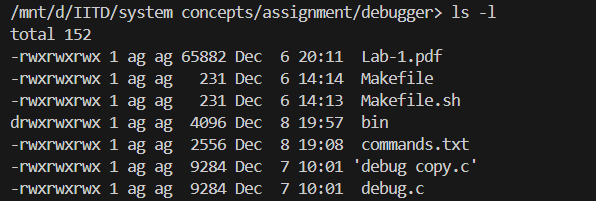 /mnt/d/IITD/system concepts/assignment/debugger> ls -l
total 152
-rwxrwxrwx 1 ag ag 65882 Dec  6 20:11  Lab-1.pdf
-rwxrwxrwx 1 ag ag   231 Dec  6 14:14  Makefile
-rwxrwxrwx 1 ag ag   231 Dec  6 14:13  Makefile.sh
drwxrwxrwx 1 ag ag  4096 Dec  8 19:57  bin
-rwxrwxrwx 1 ag ag  2556 Dec  8 19:08  commands.txt
-rwxrwxrwx 1 ag ag  9284 Dec  7 10:01 'debug copy.c'
-rwxrwxrwx 1 ag ag  9284 Dec  7 10:01  debug.c